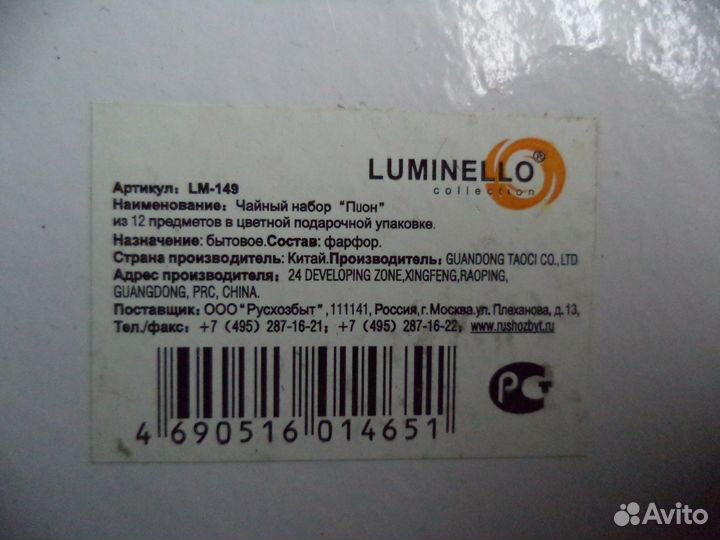 LUMINELLO®
collection
Артикул: LM-149
Наименование: Чайный набор "Пион"
из 12 предметов в цветной подарочной упаковке.
Назначение: бытовое.Состав: фарфор.
Страна производитель: Китай.Производитель: GUANDONG TAOCI CO.,LTD
Адрес производителя: 24 DEVELOPING ZONE,XINGFENG,RAOPING,
GUANGDONG, PRC, CHINA.
Поставщик: ООО "Русхозбыт",111141, Россия,г.Москва.ул. Плеханова, д.13,
Тел./факс: +7 (495) 287-16-21; +7 (495) 287-16-22; www.rushozbyt.ru
4 690516 014651
РСТ
Avito